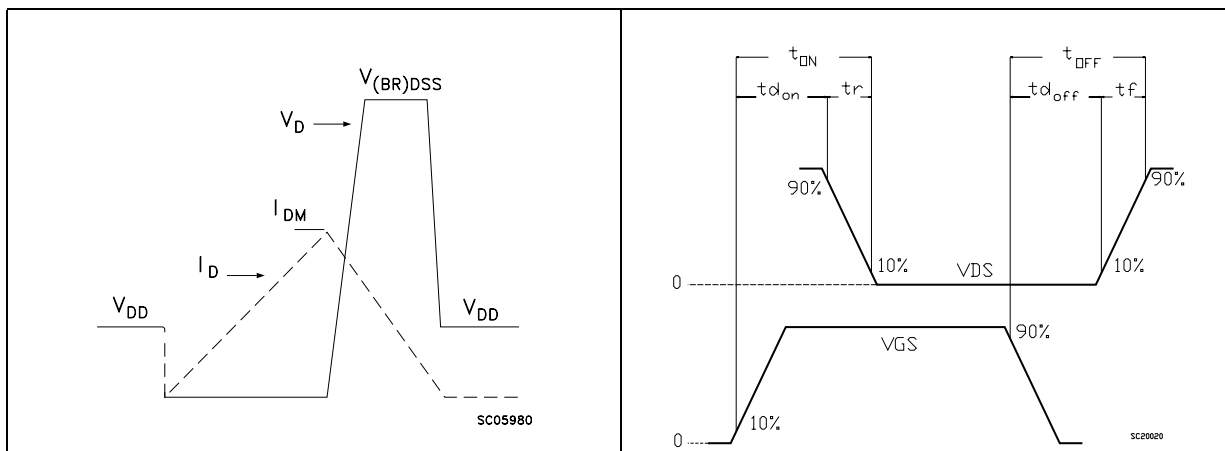 V(BR)DSS
VD
IDM
ID
VDD
VDD
SC05980
tON
tOFF
tdon
tr
tdoff
tf
90%
90%
10%
10%
0
VDS
VGS
90%
10%
0
SC20020